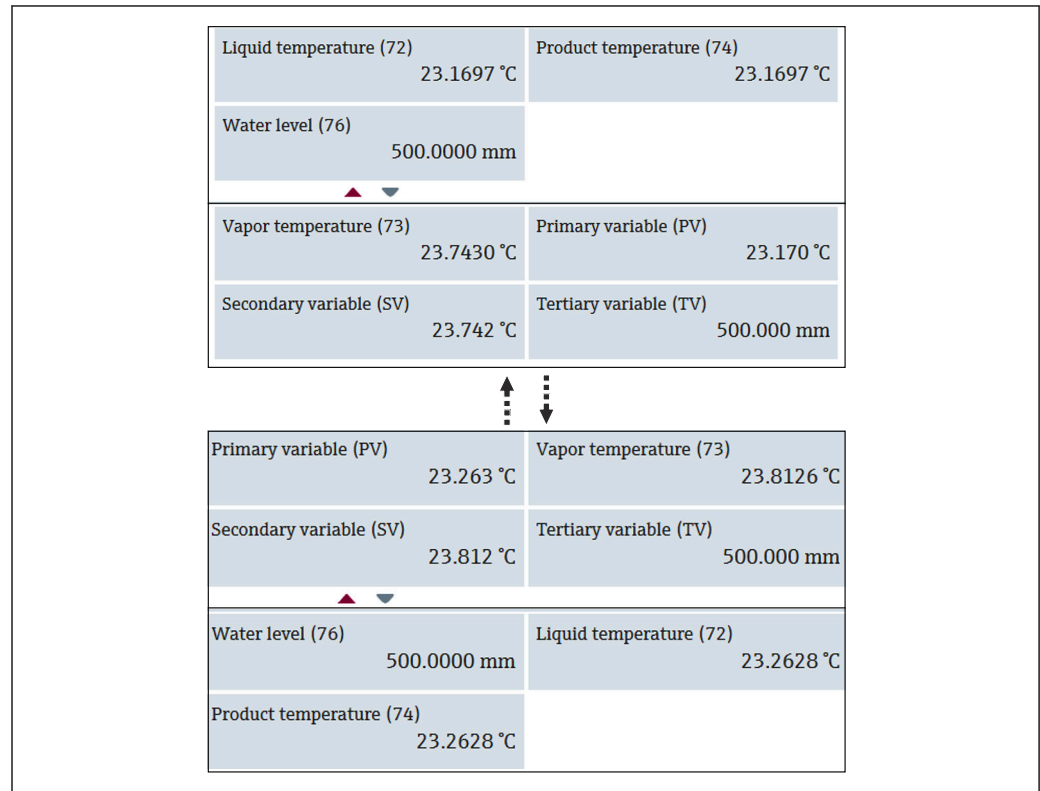 Liquid temperature (72)
23.1697 °C
Product temperature (74)
23.1697 °C
Water level (76)
500.0000 mm
Vapor temperature (73)
23.7430 °C
Primary variable (PV)
23.170 °C
Secondary variable (SV)
23.742 °C
Tertiary variable (TV)
500.000 mm
Primary variable (PV)
23.263 °C
Vapor temperature (73)
23.8126 °C
Secondary variable (SV)
23.812 °C
Tertiary variable (TV)
500.000 mm
Water level (76)
500.0000 mm
Liquid temperature (72)
23.2628 °C
Product temperature (74)
23.2628 °C